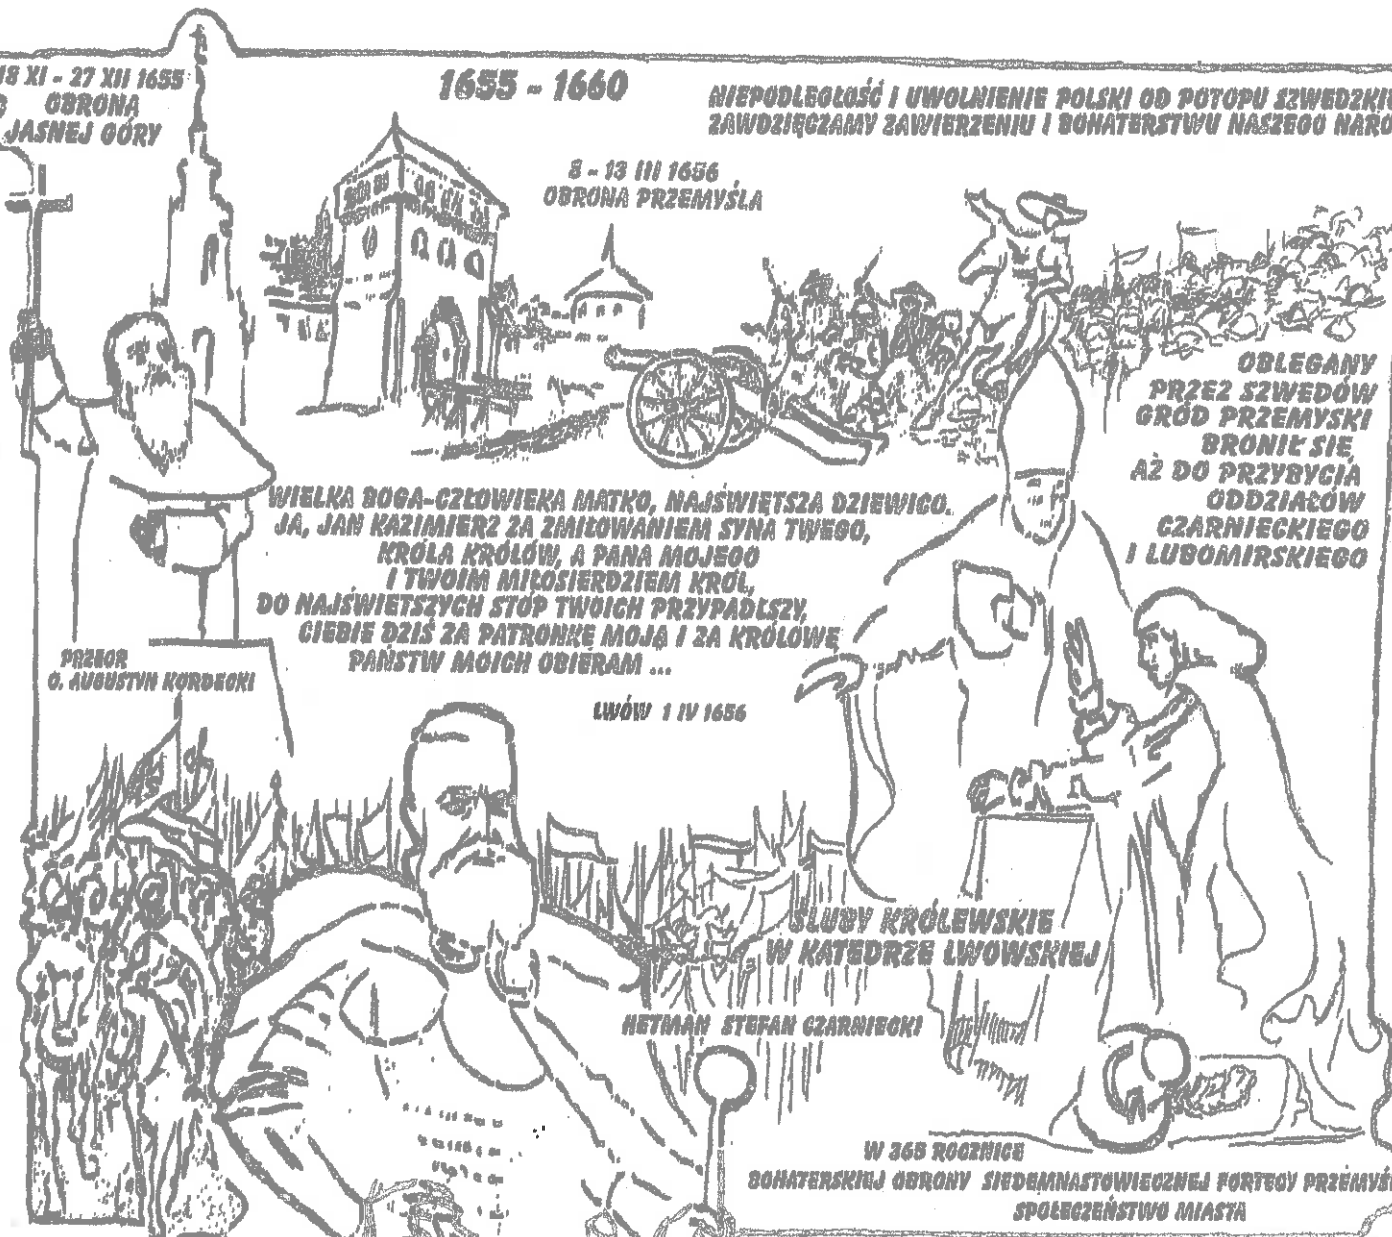 18 XI - 27 XII 1655
OBRONA
JASNEJ GÓRY
1655 - 1660
NIEPODLEGŁOŚĆ I UWOLNIENIE POLSKI OD POTOPU SZWEDZKIE
ZAWDZIĘCZAMY ZAWIERZENIU I BOHATERSTWU NASZEGO NARO
8 - 13 III 1656
OBRONA PRZEMYŚLA
OBLEGANY
PRZEZ SZWEDÓW
GRÓD PRZEMYSKI
BRONIŁ SIĘ
AŻ DO PRZYBYCIA
ODDZIAŁÓW
CZARNIECKIEGO
I LUBOMIRSKIEGO
WIELKA BOGA-CZŁOWIEKA MATKO, NAJŚWIĘTSZA DZIEWICO.
JA, JAN KAZIMIERZ ZA ZMIŁOWANIEM SYNA TWEGO,
KRÓLA KRÓLÓW, A PANA MOJEGO
I TWOIM MIŁOSIERDZIEM KRÓL,
DO NAJŚWIĘTSZYCH STÓP TWOICH PRZYPADŁSZY,
CIEBIE DZIŚ ZA PATRONKĘ MOJĄ I ZA KRÓLOWĘ
PAŃSTW MOICH OBIERAM ...
LWÓW 1 IV 1656
PRZEOR
O. AUGUSTYN KORDECKI
ŚLUBY KRÓLEWSKIE
W KATEDRZE LWOWSKIEJ
HETMAN STEFAN CZARNIECKI
W 365 ROCZNICĘ
BOHATERSKIEJ OBRONY SIEDEMNASTOWIECZNEJ FORTECY PRZEMYŚ
SPOŁECZEŃSTWO MIASTA